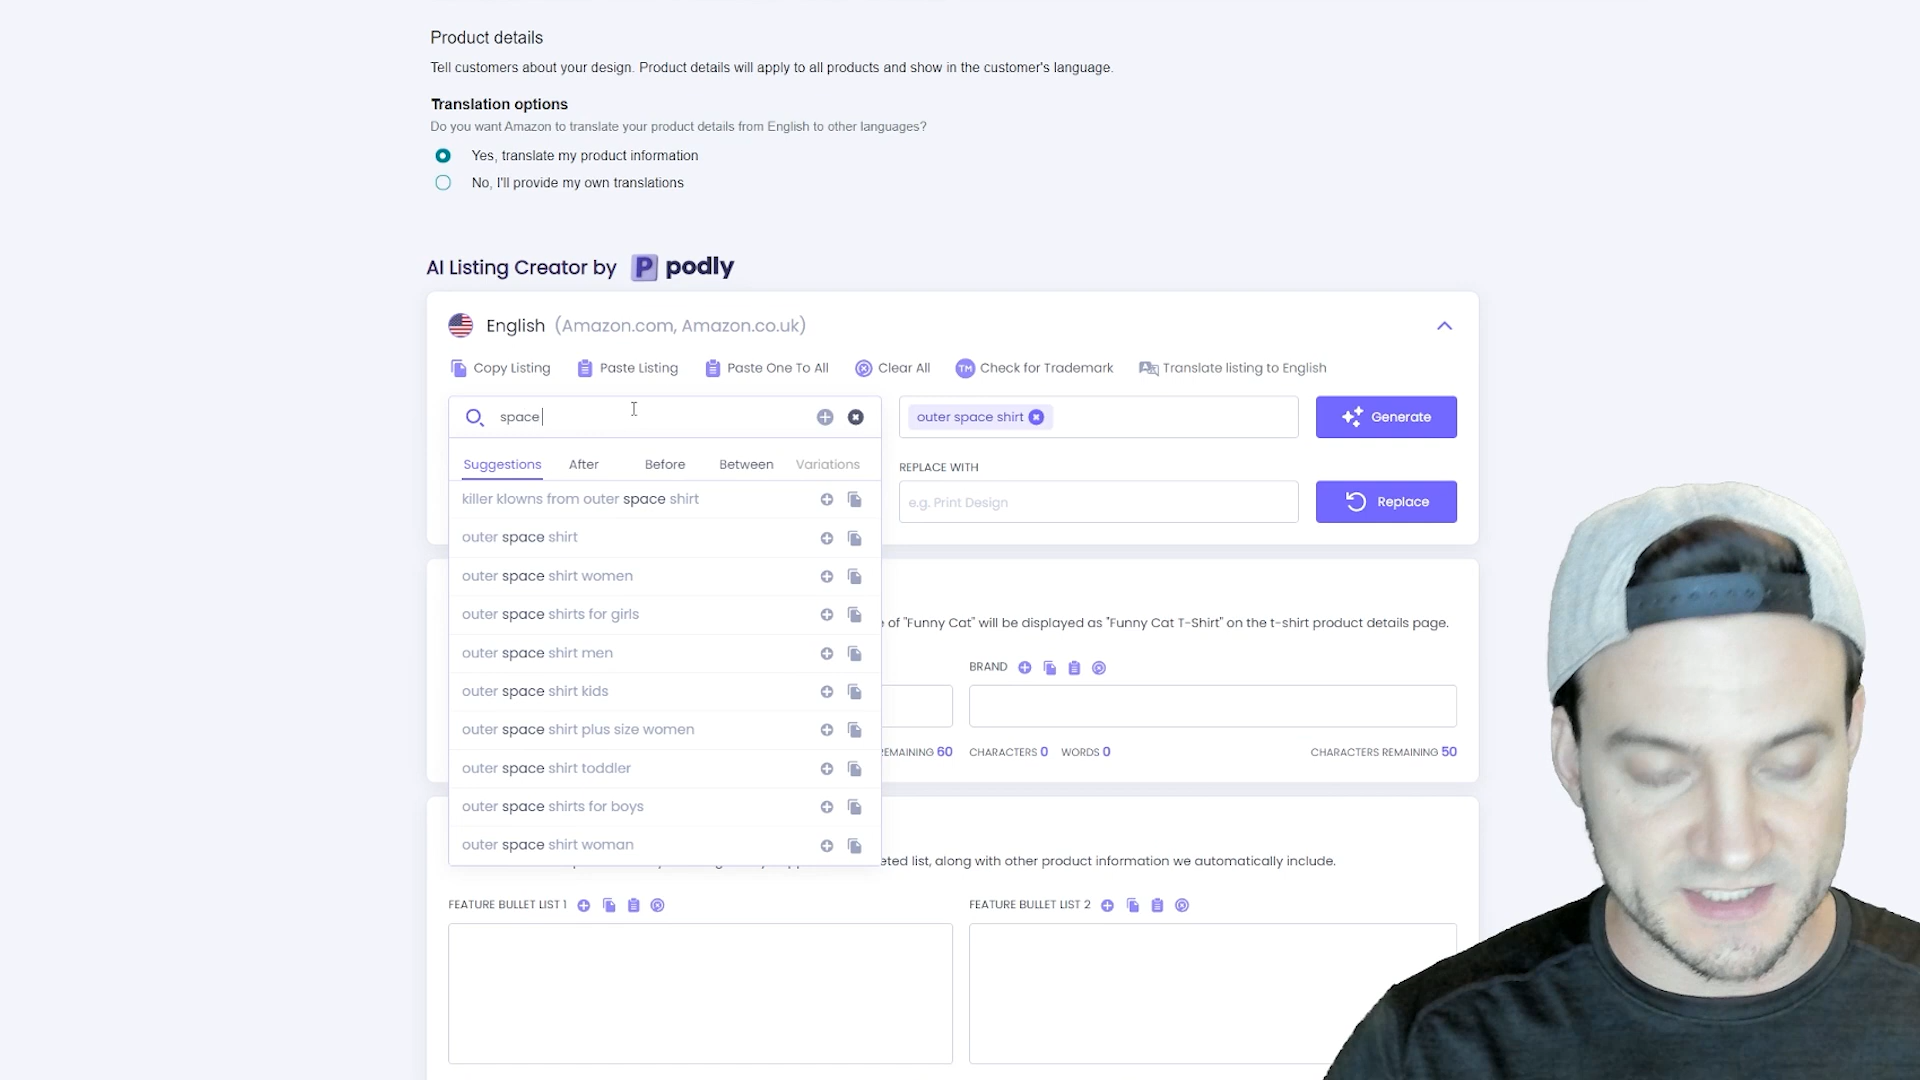 Product details
Tell customers about your design. Product details will apply to all products and show in the customer's language.
Translation options
Do you want Amazon to translate your product details from English to other languages?
Yes, translate my product information
No, I'll provide my own translations
AI Listing Creator by P podly
English (Amazon.com, Amazon.co.uk)
Copy Listing Paste Listing Paste One To All Clear All TM Check for Trademark Translate listing to English
space outer space shirt Generate
Suggestions After Before Between Variations
REPLACE WITH
killer klowns from outer space shirt
e.g. Print Design Replace
outer space shirt
outer space shirt women
outer space shirts for girls
of "Funny Cat" will be displayed as "Funny Cat T-Shirt" on the t-shirt product details page.
outer space shirt men
BRAND
outer space shirt kids
outer space shirt plus size women
EMAINING 60 CHARACTERS 0 WORDS 0 CHARACTERS REMAINING 50
outer space shirt toddler
outer space shirts for boys
outer space shirt woman
eted list, along with other product information we automatically include.
FEATURE BULLET LIST 1 FEATURE BULLET LIST 2